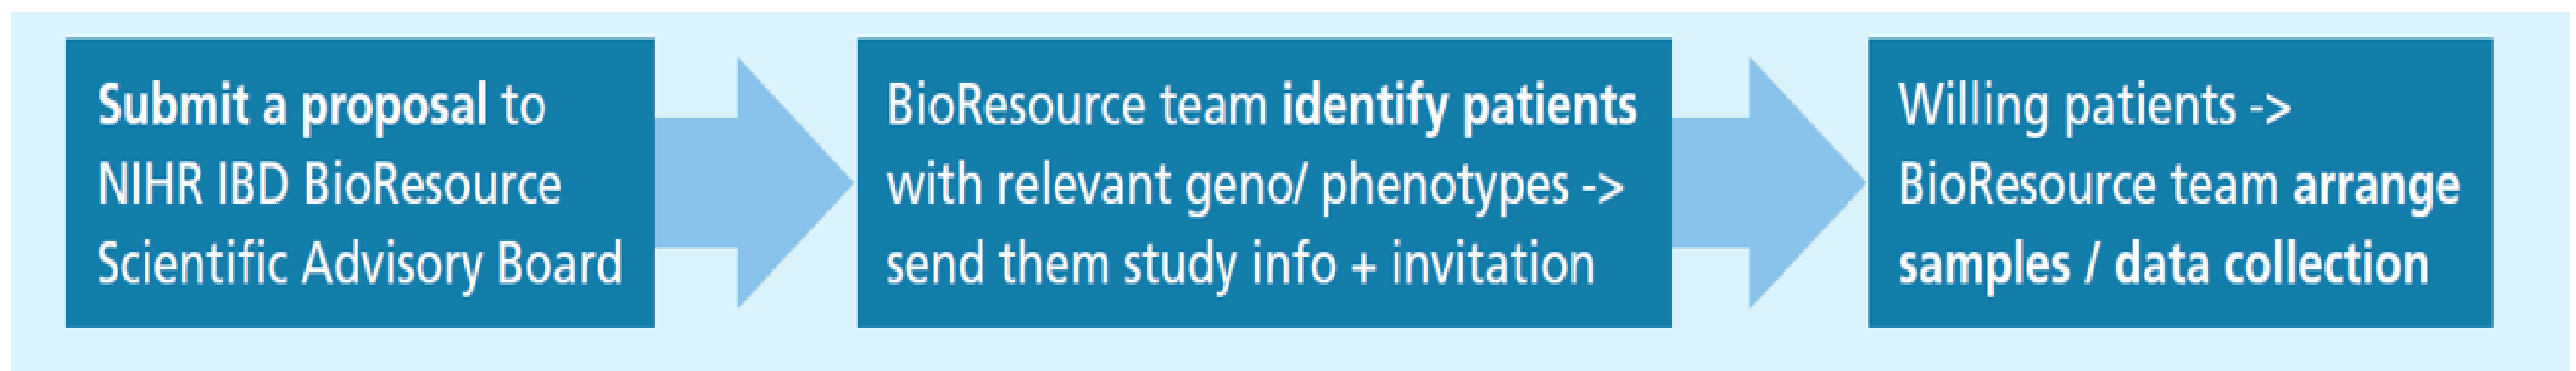 Submit a proposal to
NIHR IBD BioResource
Scientific Advisory Board
BioResource team identify patients
with relevant geno/ phenotypes ->
send them study info + invitation
Willing patients ->
BioResource team arrange
samples / data collection